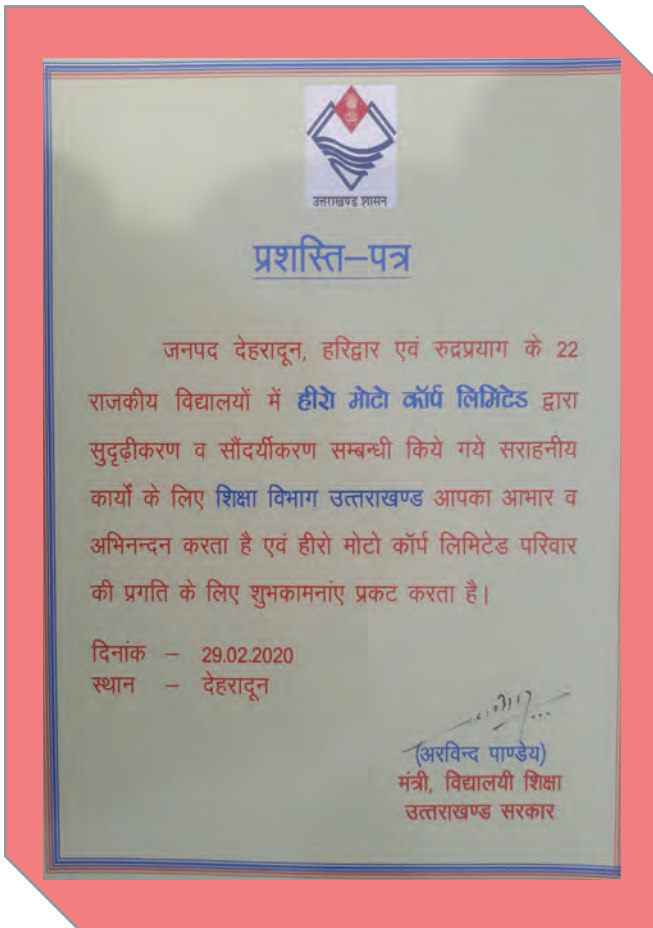 उत्तराखण्ड शासन
प्रशस्ति–पत्र
जनपद देहरादून, हरिद्वार एवं रुद्रप्रयाग के 22
राजकीय विद्यालयों में हीरो मोटो कॉर्प लिमिटेड द्वारा
सुदृढ़ीकरण व सौंदर्यीकरण सम्बन्धी किये गये सराहनीय
कार्यों के लिए शिक्षा विभाग उत्तराखण्ड आपका आभार व
अभिनन्दन करता है एवं हीरो मोटो कॉर्प लिमिटेड परिवार
की प्रगति के लिए शुभकामनांए प्रकट करता है।
दिनांक – 29.02.2020
स्थान – देहरादून
(अरविन्द पाण्डेय)
मंत्री, विद्यालयी शिक्षा
उत्तराखण्ड सरकार